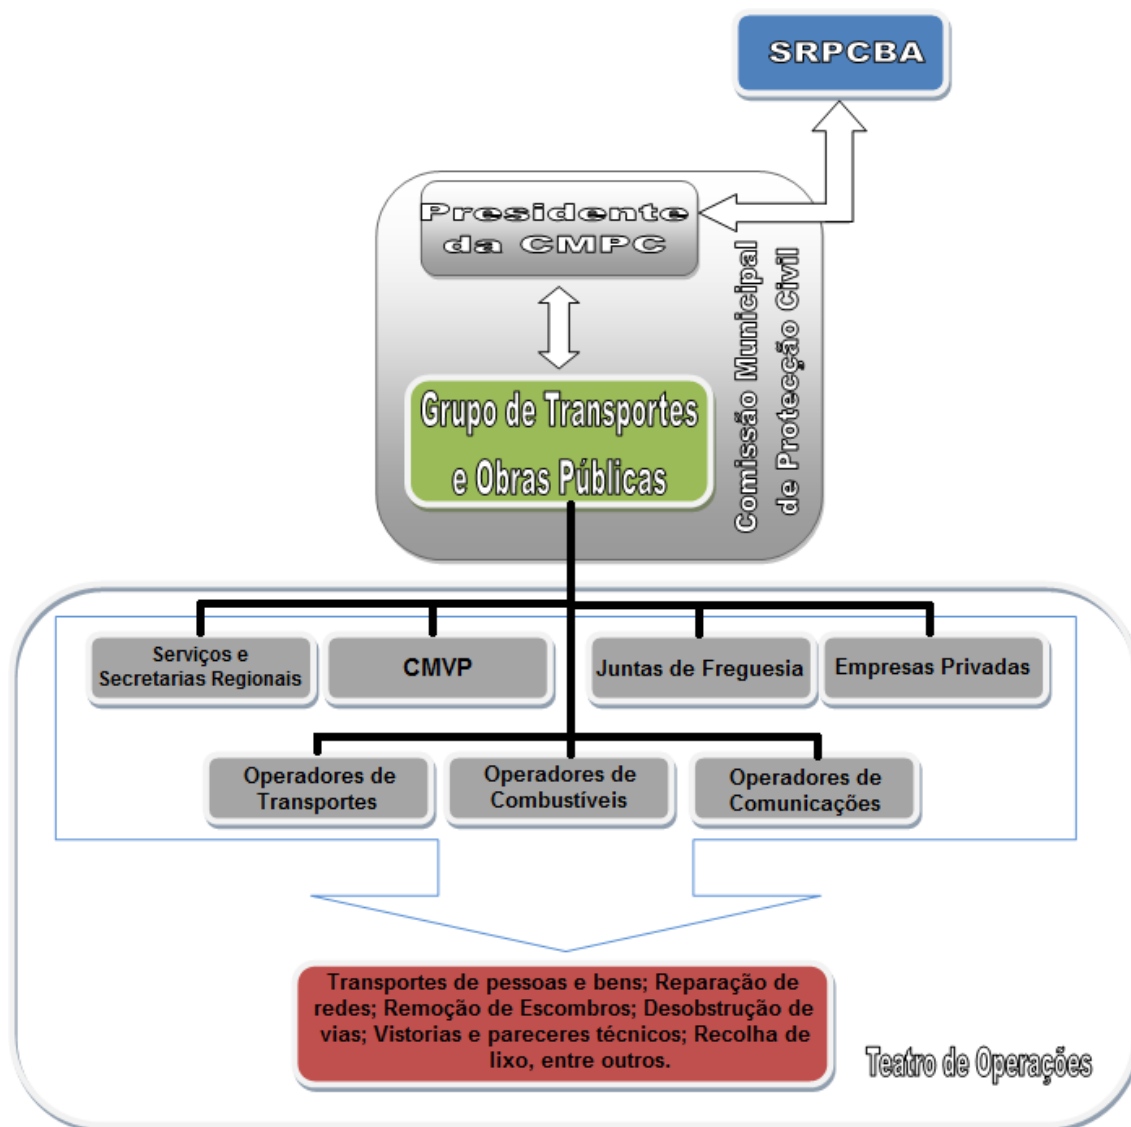 SRPCBA
Presidente
da CMPC
Comissão Municipal
de Protecção Civil
Grupo de Transportes
e Obras Públicas
Serviços e
Secretarias Regionais
CMVP
Juntas de Freguesia
Empresas Privadas
Operadores de
Transportes
Operadores de
Combustíveis
Operadores de
Comunicações
Transportes de pessoas e bens; Reparação de
redes; Remoção de Escombros; Desobstrução de
vias; Vistorias e pareceres técnicos; Recolha de
lixo, entre outros.
Teatro de Operações